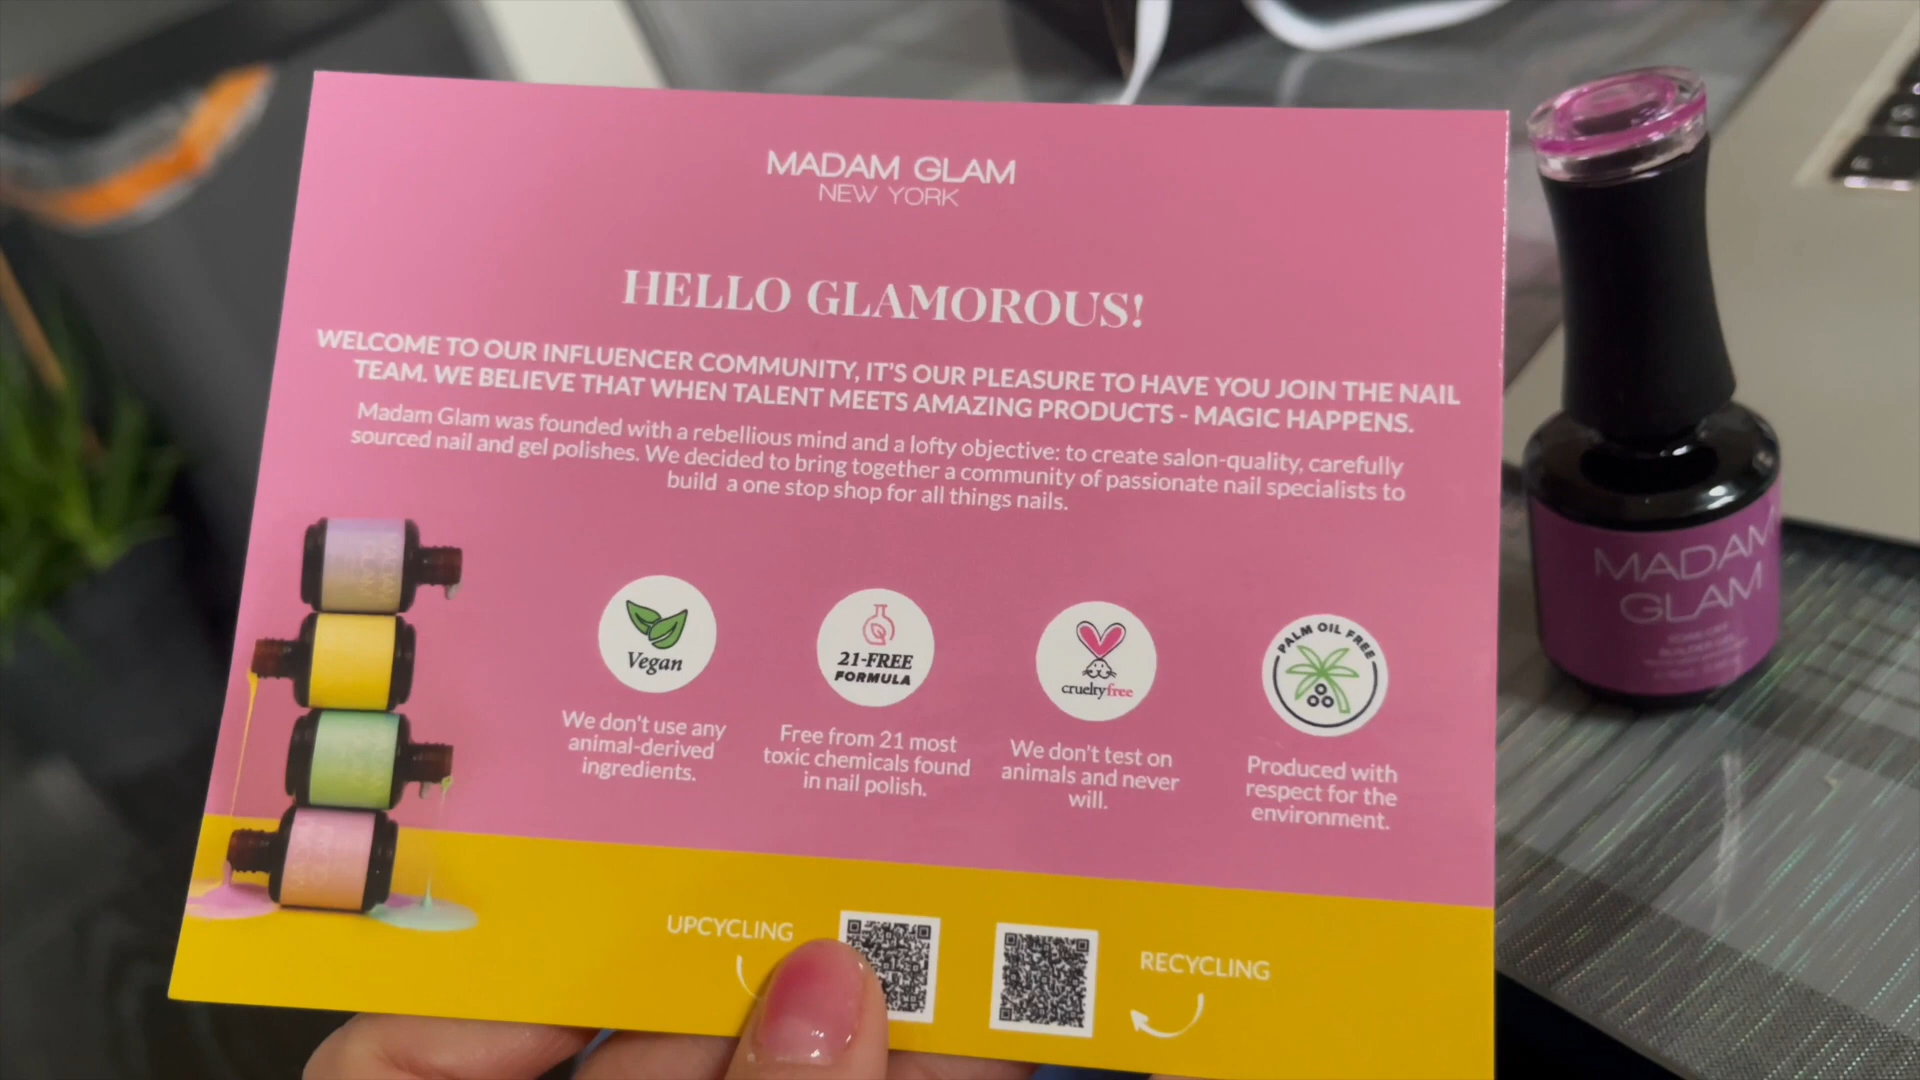 MADAM GLAM
NEW YORK
HELLO GLAMOROUS!
WELCOME TO OUR INFLUENCER COMMUNITY, IT'S OUR PLEASURE TO HAVE YOU JOIN THE NAIL
TEAM. WE BELIEVE THAT WHEN TALENT MEETS AMAZING PRODUCTS - MAGIC HAPPENS.
Madam Glam was founded with a rebellious mind and a lofty objective: to create salon-quality, carefully
sourced nail and gel polishes. We decided to bring together a community of passionate nail specialists to
build a one stop shop for all things nails.
Vegan
We don't use any
animal-derived
ingredients.
21-FREE
FORMULA
Free from 21 most
toxic chemicals found
in nail polish.
crueltyfree
We don't test on
animals and never
will.
PALM OIL FREE
Produced with
respect for the
environment.
UPCYCLING
RECYCLING
MADAM
GLAM